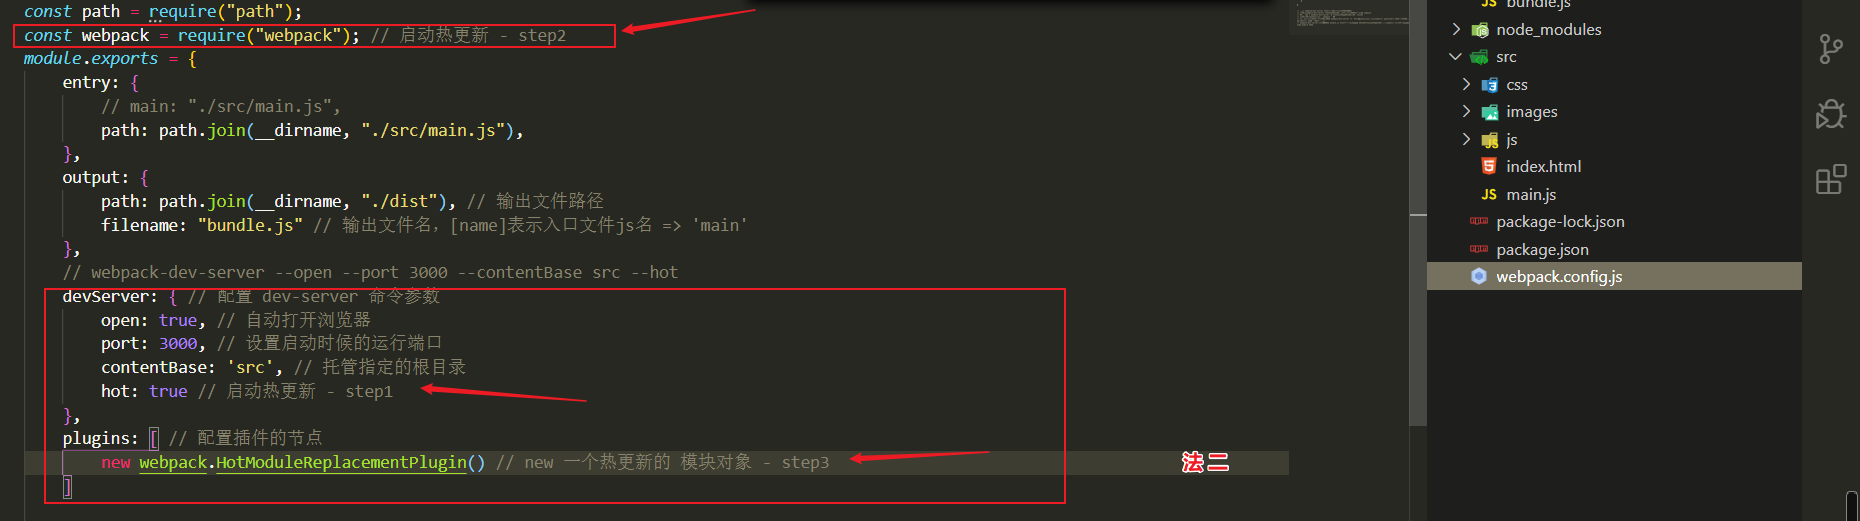 const path = require("path");
const webpack = require("webpack"); // 启动热更新 - step2
module.exports = {
entry: {
// main: "./src/main.js",
path: path.join(__dirname, "./src/main.js"),
},
output: {
path: path.join(__dirname, "./dist"), // 输出文件路径
filename: "bundle.js" // 输出文件名，[name]表示入口文件js名 => 'main'
},
// webpack-dev-server --open --port 3000 --contentBase src --hot
devServer: { // 配置 dev-server 命令参数
open: true, // 自动打开浏览器
port: 3000, // 设置启动时候的运行端口
contentBase: 'src', // 托管指定的根目录
hot: true // 启动热更新 - step1
},
plugins: [ // 配置插件的节点
new webpack.HotModuleReplacementPlugin() // new 一个热更新的 模块对象 - step3
]
法二
JS bundle.js
node_modules
src
css
images
JS js
index.html
JS main.js
package-lock.json
package.json
webpack.config.js